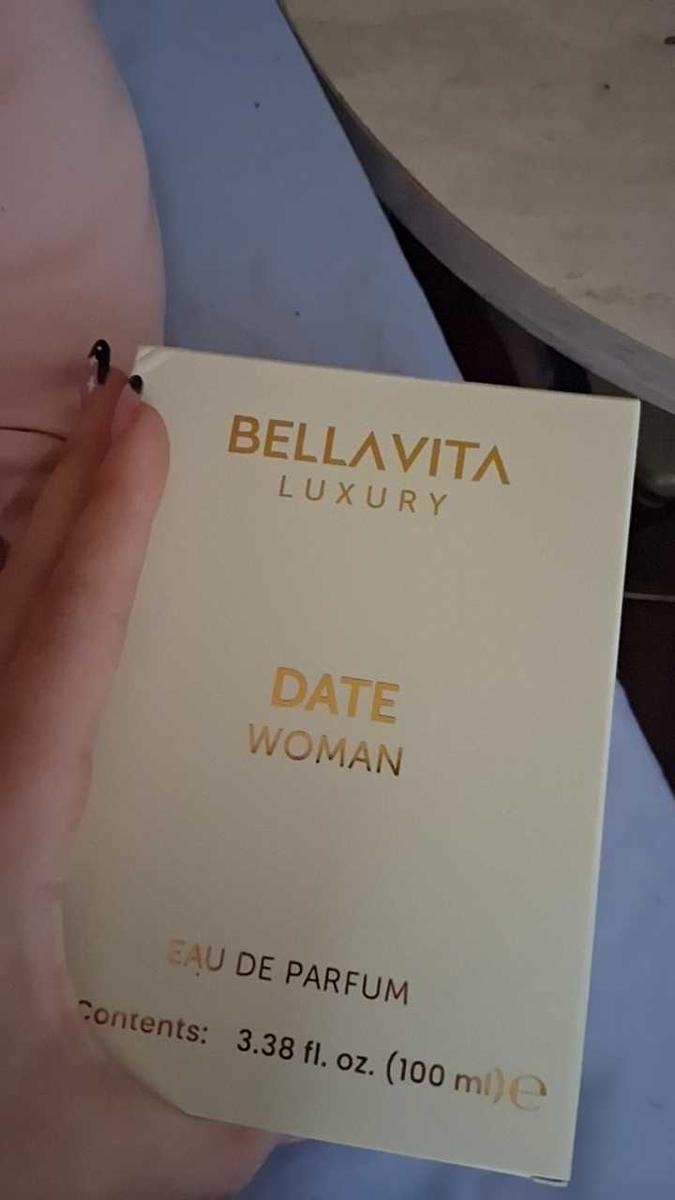 BELLAVITA
LUXURY
DATE
WOMAN
EAU DE PARFUM
Contents: 3.38 fl. oz. (100 ml) ℮